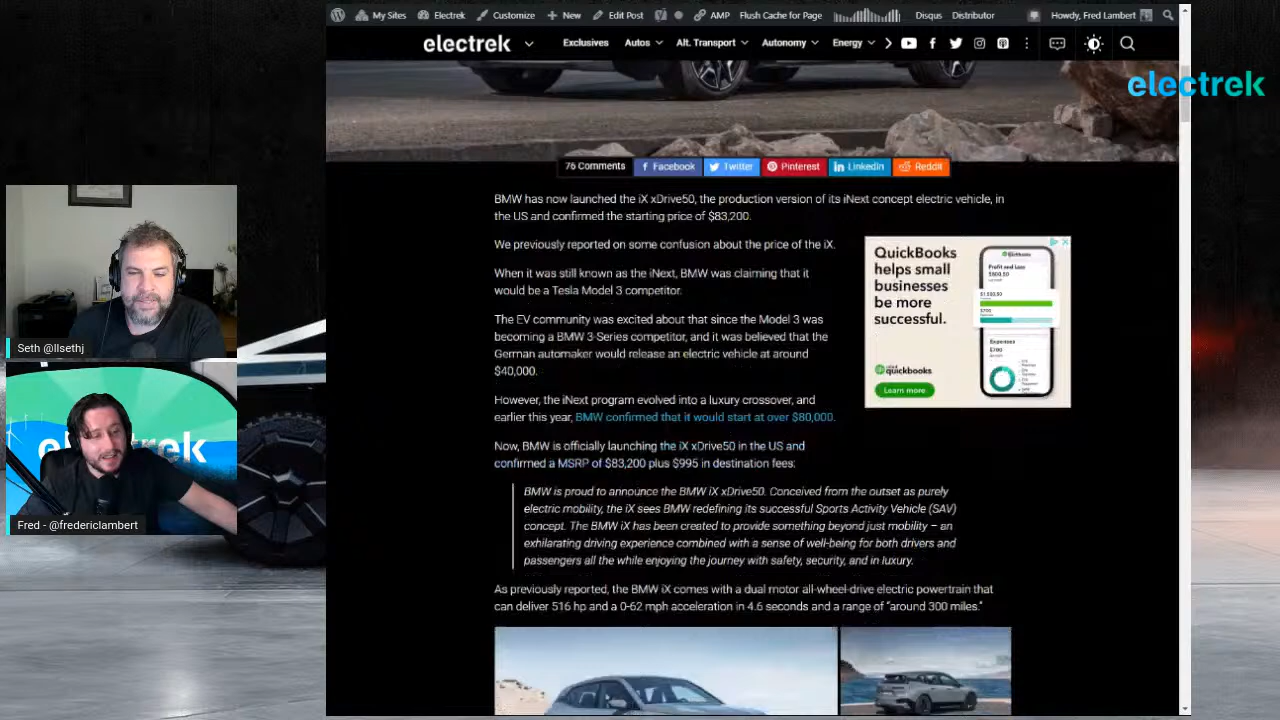 My Sites
Electrek
Customize
New
Edit Post
AMP
Flush Cache for Page
Disqus
Distributor
Howdy, Fred Lambert
electrek
Exclusives
Autos
Alt. Transport
Autonomy
Energy
electrek
76 Comments
Facebook
Twitter
Pinterest
LinkedIn
Reddit
BMW has now launched the iX xDrive50, the production version of its iNext concept electric vehicle, in
the US and confirmed the starting price of $83,200.
We previously reported on some confusion about the price of the iX.
When it was still known as the iNext, BMW was claiming that it
would be a Tesla Model 3 competitor.
The EV community was excited about that since the Model 3 was
becoming a BMW 3-Series competitor, and it was believed that the
German automaker would release an electric vehicle at around
$40,000.
However, the iNext program evolved into a luxury crossover, and
earlier this year, BMW confirmed that it would start at over $80,000.
Now, BMW is officially launching the iX xDrive50 in the US and
confirmed a MSRP of $83,200 plus $995 in destination fees:
BMW is proud to announce the BMW iX xDrive50. Conceived from the outset as purely
electric mobility, the iX sees BMW redefining its successful Sports Activity Vehicle (SAV)
concept. The BMW iX has been created to provide something beyond just mobility – an
exhilarating driving experience combined with a sense of well-being for both drivers and
passengers all the while enjoying the journey with safety, security, and in luxury.
As previously reported, the BMW iX comes with a dual motor all-wheel-drive electric powertrain that
can deliver 516 hp and a 0-62 mph acceleration in 4.6 seconds and a range of “around 300 miles.”
QuickBooks
helps small
businesses
be more
successful.
quickbooks
Learn more
Profit and Loss
Expenses
$700
Seth @llsethj
Fred - @fredericlambert